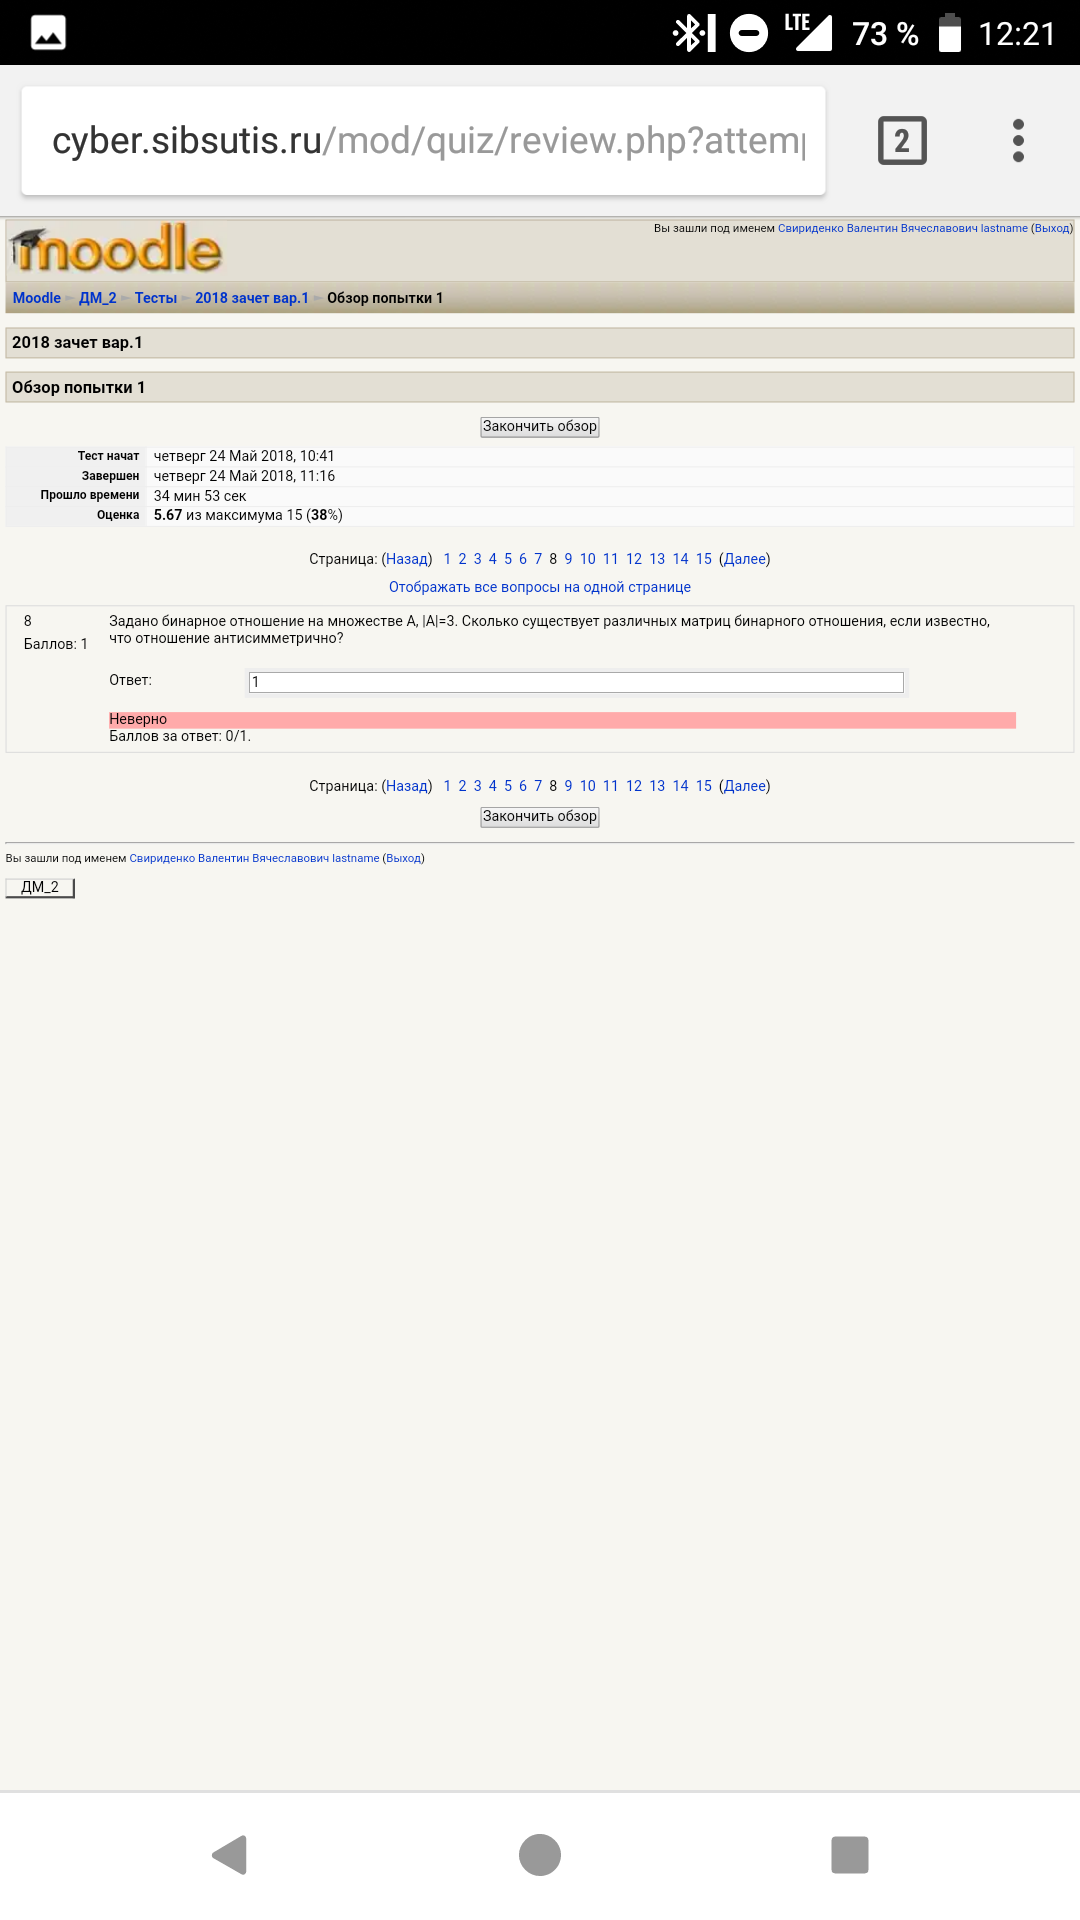 LTE 73 % 12:21
cyber.sibsutis.ru/mod/quiz/review.php?attemp
2
moodle
Вы зашли под именем Свириденко Валентин Вячеславович lastname (Выход)
Moodle ► ДМ_2 ► Тесты ► 2018 зачет вар.1 ► Обзор попытки 1
2018 зачет вар.1
Обзор попытки 1
Закончить обзор
Тест начат четверг 24 Май 2018, 10:41
Завершен четверг 24 Май 2018, 11:16
Прошло времени 34 мин 53 сек
Оценка 5.67 из максимума 15 (38%)
Страница: (Назад) 1 2 3 4 5 6 7 8 9 10 11 12 13 14 15 (Далее)
Отображать все вопросы на одной странице
8
Баллов: 1
Задано бинарное отношение на множестве А, |A|=3. Сколько существует различных матриц бинарного отношения, если известно,
что отношение антисимметрично?
Ответ: 1
Неверно
Баллов за ответ: 0/1.
Страница: (Назад) 1 2 3 4 5 6 7 8 9 10 11 12 13 14 15 (Далее)
Закончить обзор
Вы зашли под именем Свириденко Валентин Вячеславович lastname (Выход)
ДМ_2